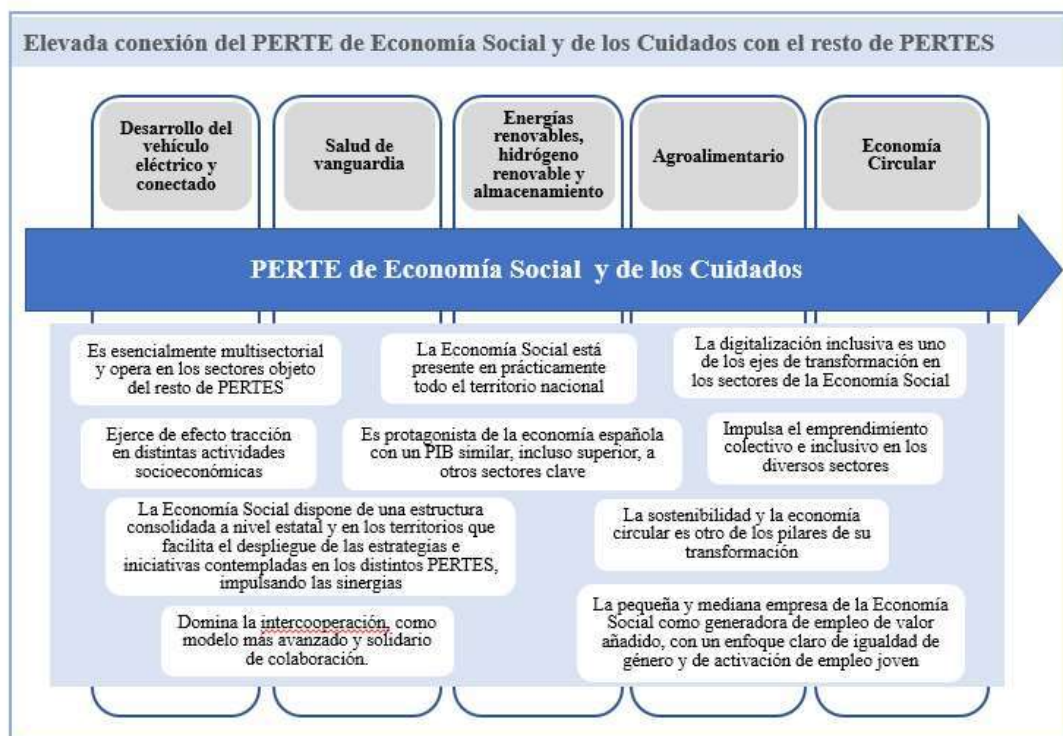 Elevada conexión del PERTE de Economía Social y de los Cuidados con el resto de PERTES
Desarrollo del
vehículo
eléctrico y
conectado
Salud de
vanguardia
Energías
renovables,
hidrógeno
renovable y
almacenamiento
Agroalimentario
Economía
Circular
PERTE de Economía Social y de los Cuidados
Es esencialmente multisectorial
y opera en los sectores objeto
del resto de PERTES
La Economía Social está
presente en prácticamente
todo el territorio nacional
La digitalización inclusiva es uno
de los ejes de transformación en
los sectores de la Economía Social
Ejerce de efecto tracción
en distintas actividades
socioeconómicas
Es protagonista de la economía española
con un PIB similar, incluso superior, a
otros sectores clave
Impulsa el emprendimiento
colectivo e inclusivo en los
diversos sectores
La Economía Social dispone de una estructura
consolidada a nivel estatal y en los territorios que
facilita el despliegue de las estrategias e
iniciativas contempladas en los distintos PERTES,
impulsando las sinergias
La sostenibilidad y la economía
circular es otro de los pilares de su
transformación
Domina la intercooperación, como
modelo más avanzado y solidario
de colaboración.
La pequeña y mediana empresa de la Economía
Social como generadora de empleo de valor
añadido, con un enfoque claro de igualdad de
género y de activación de empleo joven